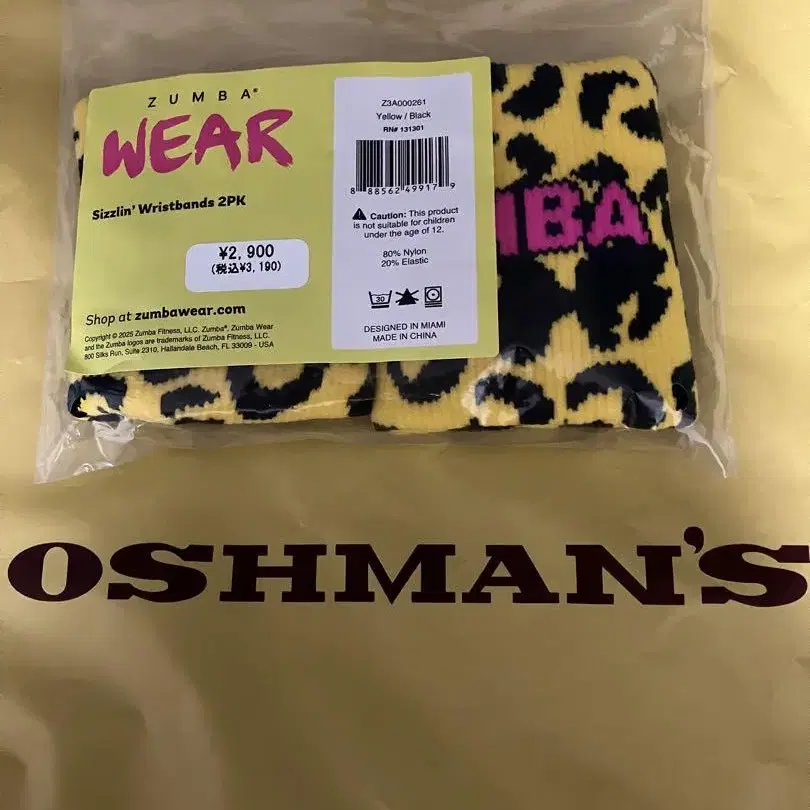 ZUMBA®
WEAR
Sizzlin' Wristbands 2PK
¥2,900
(税込¥3,190)
Shop at zumbawear.com
Copyright © 2025 Zumba Fitness, LLC. Zumba®, Zumba Wear
and the Zumba logos are trademarks of Zumba Fitness, LLC.
800 Silks Run, Suite 2310, Hallandale Beach, FL 33009 - USA
Z3A000261
Yellow / Black
RN# 131301
8 88562 49917 9
Caution: This product
is not suitable for children
under the age of 12.
80% Nylon
20% Elastic
30
DESIGNED IN MIAMI
MADE IN CHINA
MBA
OSHMAN'S